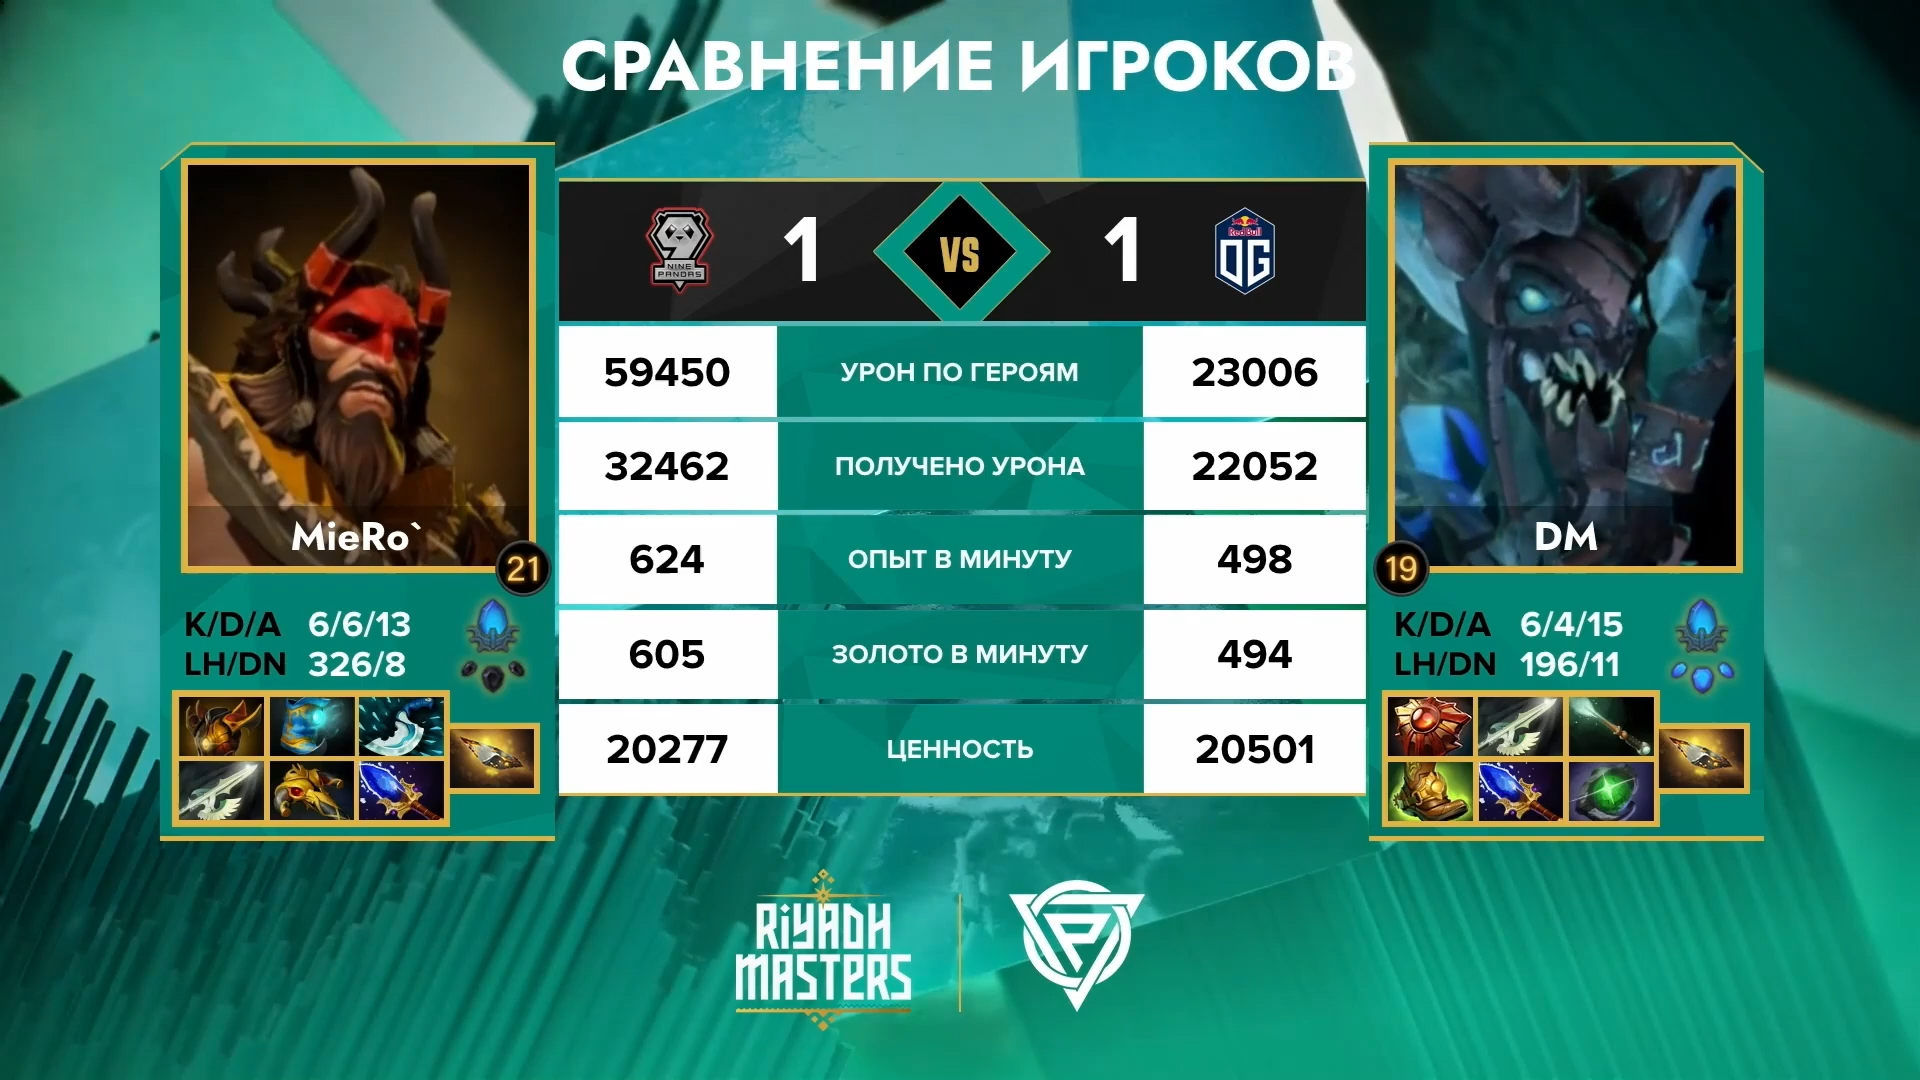 СРАВНЕНИЕ ИГРОКОВ
NINE
PANDAS
1
VS
1
Red Bull
OG
59450 УРОН ПО ГЕРОЯМ 23006
32462 ПОЛУЧЕНО УРОНА 22052
624 ОПЫТ В МИНУТУ 498
605 ЗОЛОТО В МИНУТУ 494
20277 ЦЕННОСТЬ 20501
MieRo`
21
K/D/A 6/6/13
LH/DN 326/8
DM
19
K/D/A 6/4/15
LH/DN 196/11
RiYADH
MASTERS